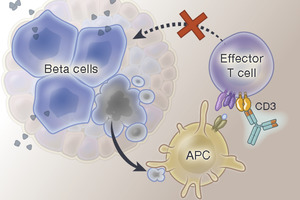 Beta cells
Effector
T cell
CD3
APC